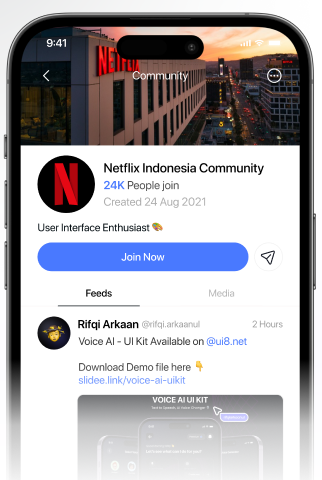 9:41
NETFLIX
Community
N
Netflix Indonesia Community
24K People join
Created 24 Aug 2021
User Interface Enthusiast 🎨
Join Now
Feeds
Media
Rifqi Arkaan @rifqi.arkaanul
2 Hours
Voice AI - UI Kit Available on @ui8.net
Download Demo file here 👇
slidee.link/voice-ai-uikit
VOICE AI UI KIT